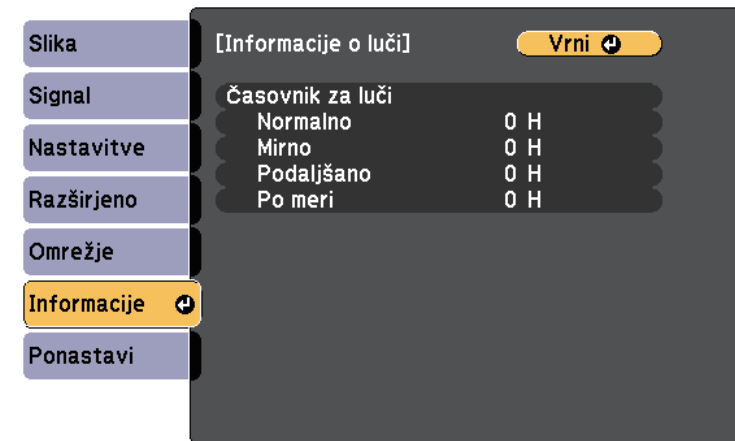 Slika
Signal
Nastavitve
Razširjeno
Omrežje
Informacije
Ponastavi
[Informacije o luči]
Vrni
Časovnik za luči
Normalno 0 H
Mirno 0 H
Podaljšano 0 H
Po meri 0 H